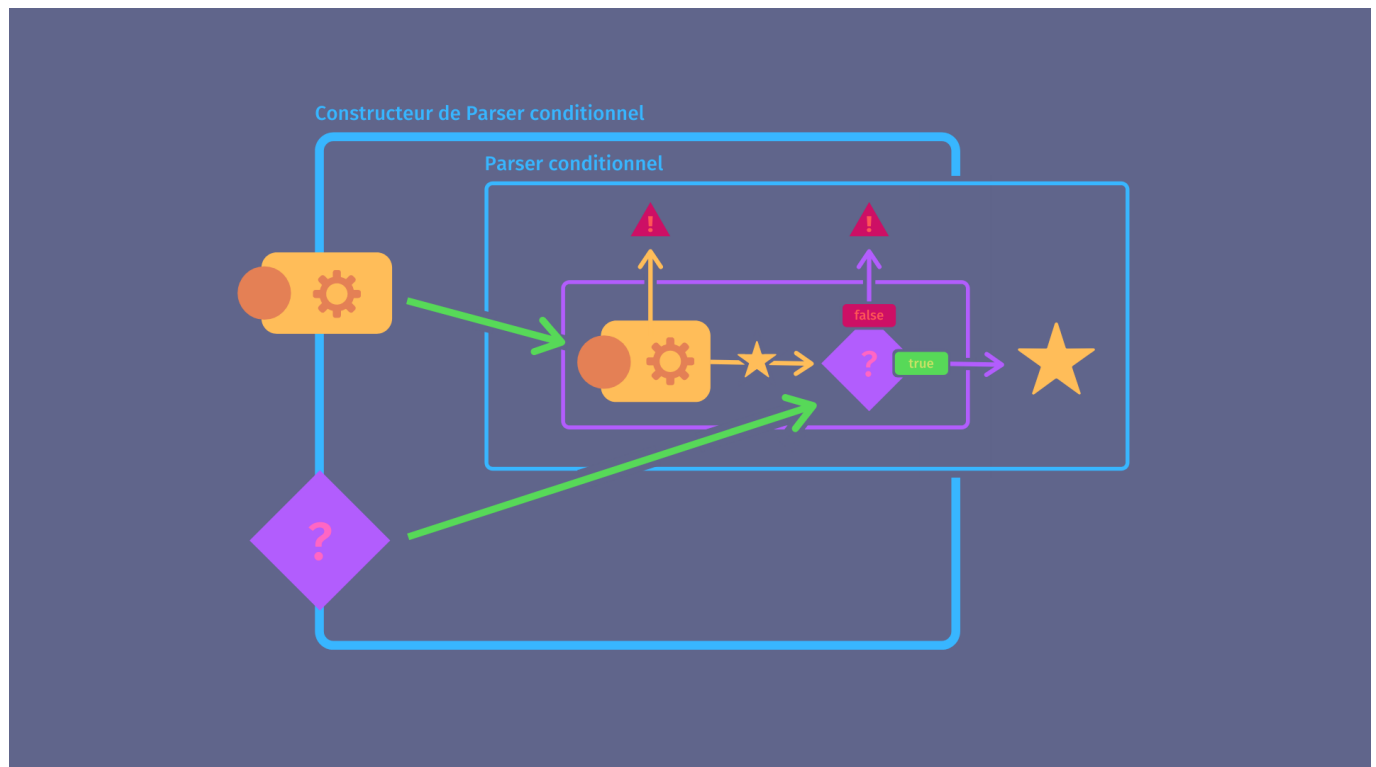 Constructeur de Parser conditionnel
Parser conditionnel
!
!
false
?
true
?